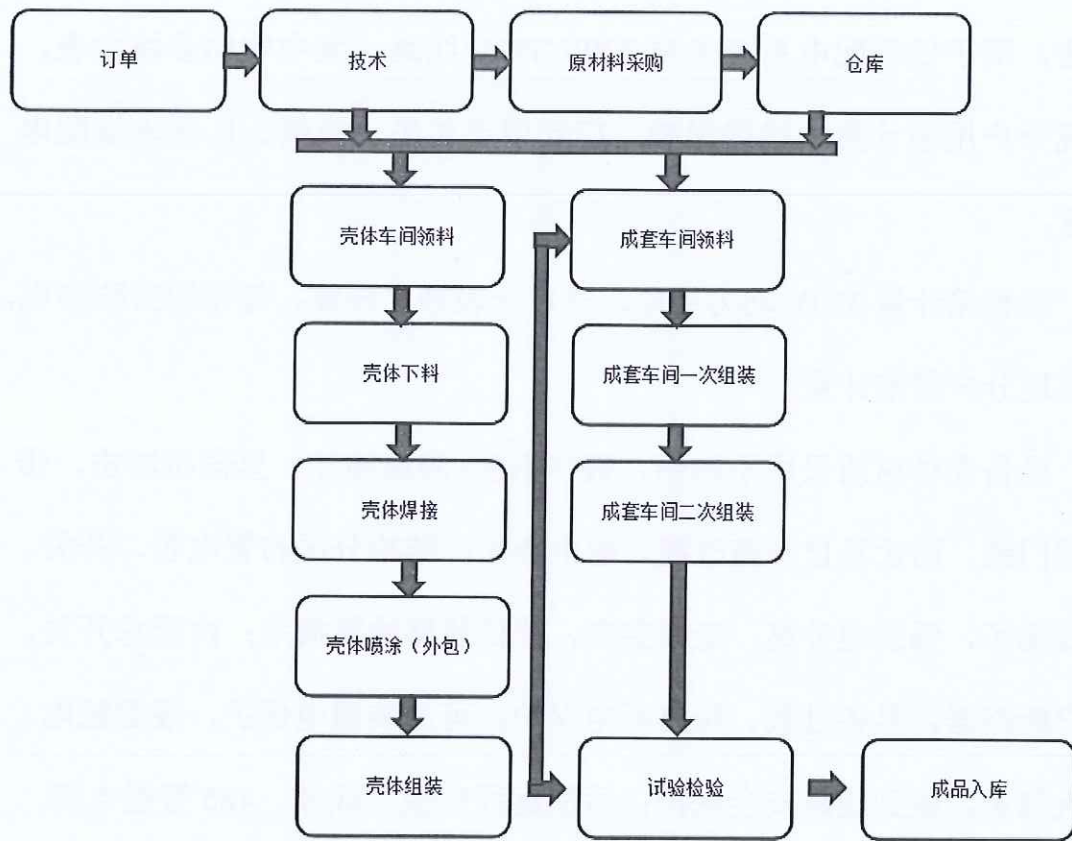 订单
技术
原材料采购
仓库
壳体车间领料
成套车间领料
壳体下料
成套车间一次组装
壳体焊接
成套车间二次组装
壳体喷涂（外包）
壳体组装
试验检验
成品入库